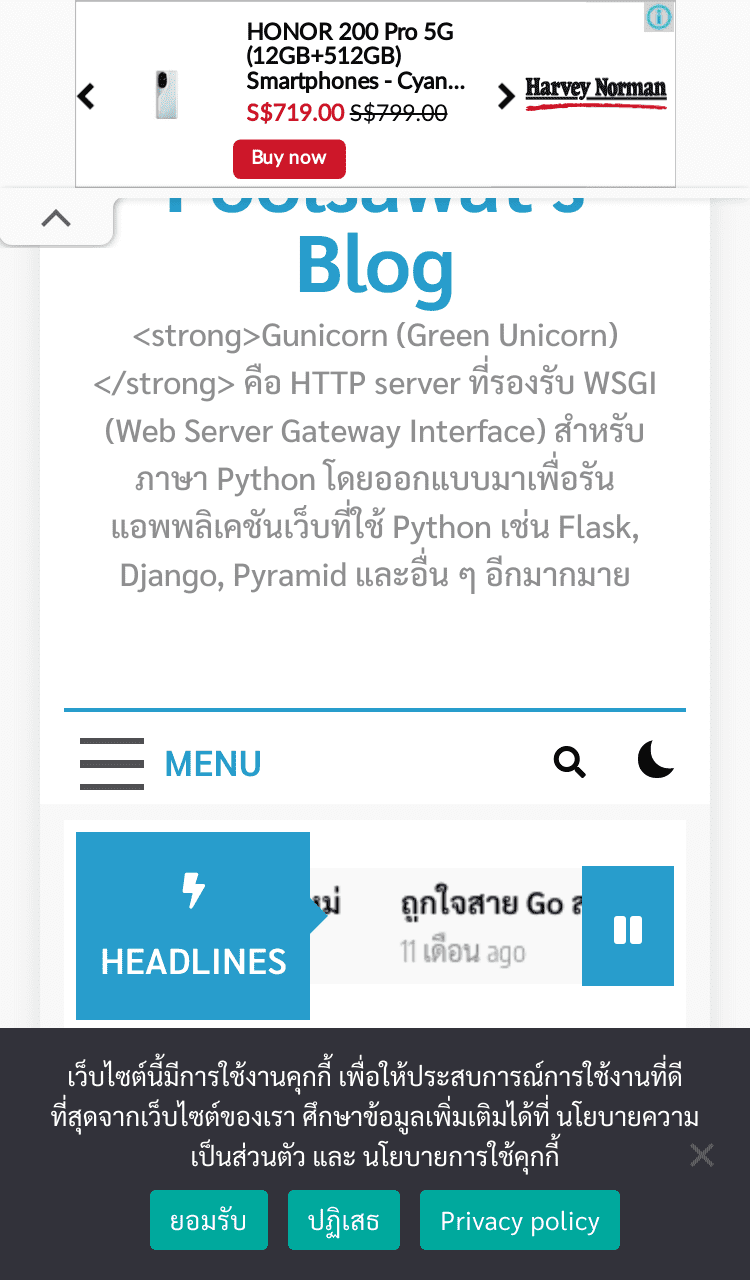 HONOR 200 Pro 5G
(12GB+512GB)
Smartphones - Cyan...
S$719.00 S$799.00
Buy now
Harvey Norman
Poolsawat's
Blog
<strong>Gunicorn (Green Unicorn)
</strong> คือ HTTP server ที่รองรับ WSGI
(Web Server Gateway Interface) สำหรับ
ภาษา Python โดยออกแบบมาเพื่อรัน
แอพพลิเคชันเว็บที่ใช้ Python เช่น Flask,
Django, Pyramid และอื่น ๆ อีกมากมาย
MENU
HEADLINES
ถูกใจสาย Go
11 เดือน ago
เว็บไซต์นี้มีการใช้งานคุกกี้ เพื่อให้ประสบการณ์การใช้งานที่ดี
ที่สุดจากเว็บไซต์ของเรา ศึกษาข้อมูลเพิ่มเติมได้ที่ นโยบายความ
เป็นส่วนตัว และ นโยบายการใช้คุกกี้
ยอมรับ ปฏิเสธ Privacy policy